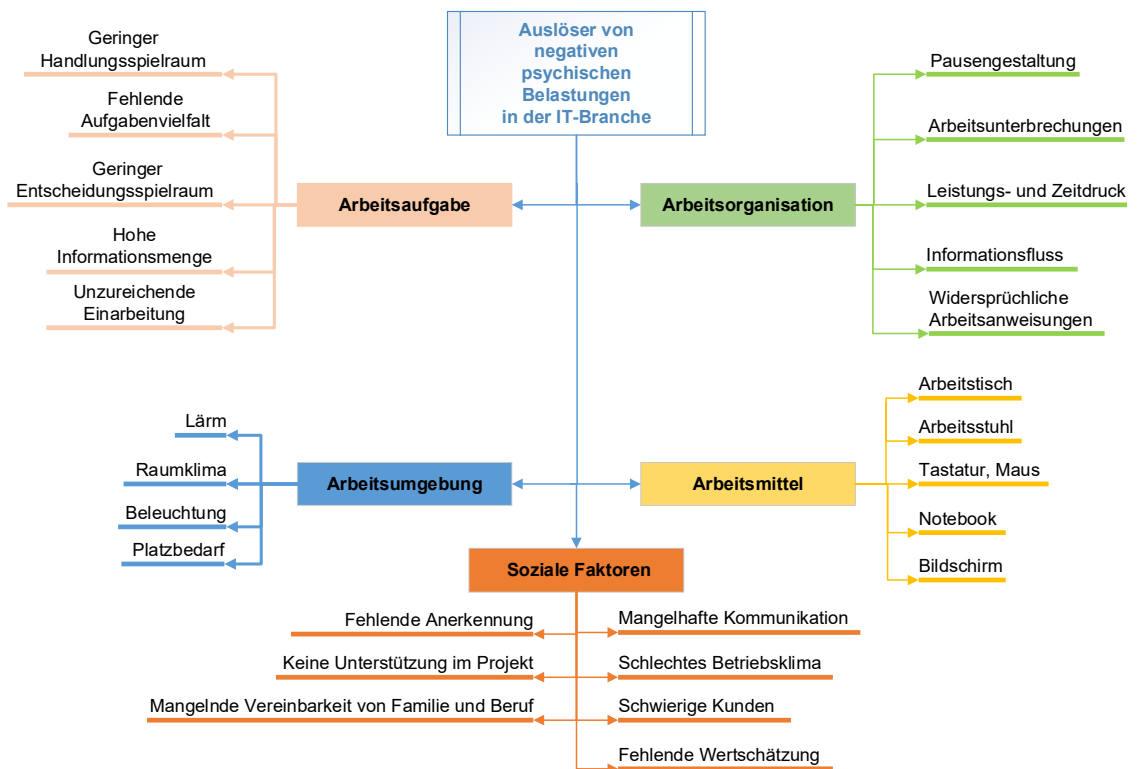 Auslöser von
negativen
psychischen
Belastungen
in der IT-Branche
Geringer
Handlungsspielraum
Fehlende
Aufgabenvielfalt
Geringer
Entscheidungsspielraum
Hohe
Informationsmenge
Unzureichende
Einarbeitung
Arbeitsaufgabe
Arbeitsorganisation
Pausengestaltung
Arbeitsunterbrechungen
Leistungs- und Zeitdruck
Informationsfluss
Widersprüchliche
Arbeitsanweisungen
Lärm
Raumklima
Beleuchtung
Platzbedarf
Arbeitsumgebung
Arbeitsmittel
Arbeitstisch
Arbeitsstuhl
Tastatur, Maus
Notebook
Bildschirm
Soziale Faktoren
Fehlende Anerkennung
Keine Unterstützung im Projekt
Mangelnde Vereinbarkeit von Familie und Beruf
Mangelhafte Kommunikation
Schlechtes Betriebsklima
Schwierige Kunden
Fehlende Wertschätzung